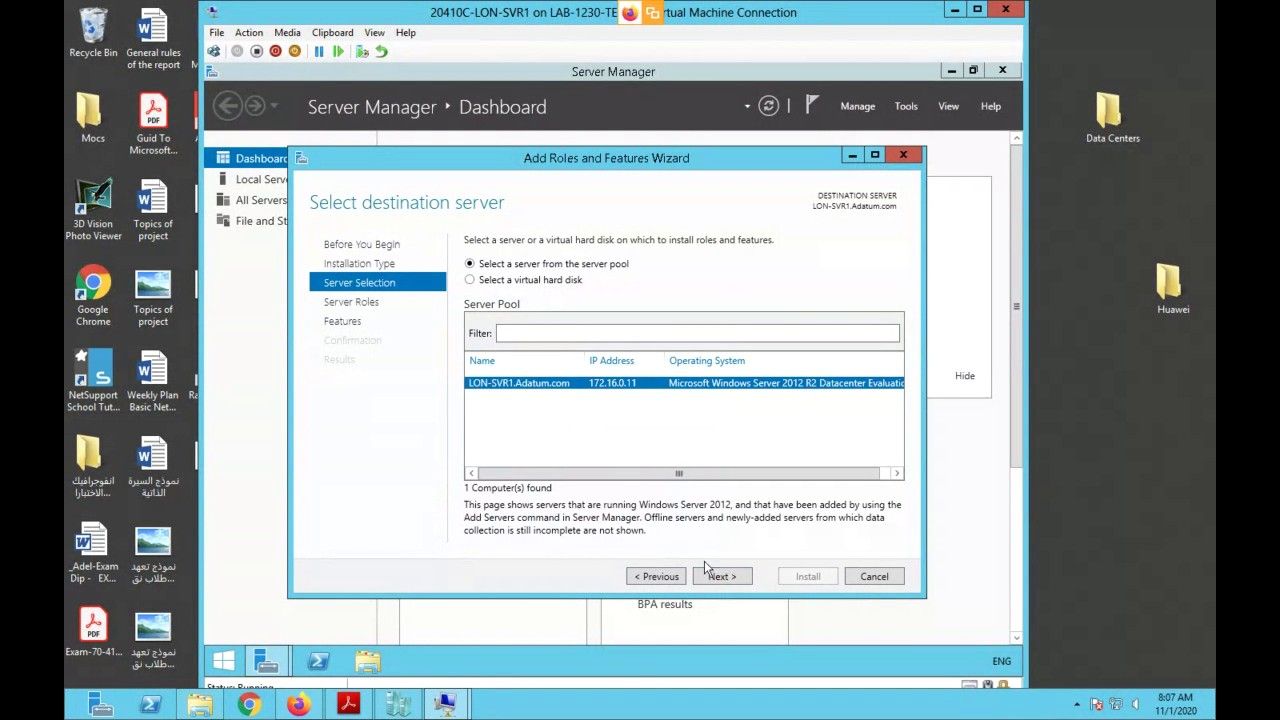 20410C-LON-SVR1 on LAB-1230-TE
rtual Machine Connection
File Action Media Clipboard View Help
Server Manager
Server Manager • Dashboard
Manage Tools View Help
Dashboard
Local Serve
All Servers
File and St
Add Roles and Features Wizard
Select destination server
DESTINATION SERVER
LON-SVR1.Adatum.com
Before You Begin
Installation Type
Server Selection
Server Roles
Features
Confirmation
Results
Select a server or a virtual hard disk on which to install roles and features.
Select a server from the server pool
Select a virtual hard disk
Server Pool
Filter:
Name IP Address Operating System
LON-SVR1.Adatum.com 172.16.0.11 Microsoft Windows Server 2012 R2 Datacenter Evaluatio
1 Computer(s) found
This page shows servers that are running Windows Server 2012, and that have been added by using the
Add Servers command in Server Manager. Offline servers and newly-added servers from which data
collection is still incomplete are not shown.
< Previous
Next >
Install
Cancel
Hide
BPA results
ENG
Status: Running
Recycle Bin
General rules
of the report
Mocs
Guid To
Microsoft...
3D Vision
Photo Viewer
Topics of
project
Google
Chrome
Topics of
project
NetSupport
School Tut...
Weekly Plan
Basic Net...
انفوجرافيك
الاختبارا
نموذج السيرة
الذاتية
_Adel-Exam
Dip - EX...
نموذج تعهد
طلاب نق
Exam-70-41...
نموذج تعهد
طلاب نق
Data Centers
Huawei
8:07 AM
11/1/2020